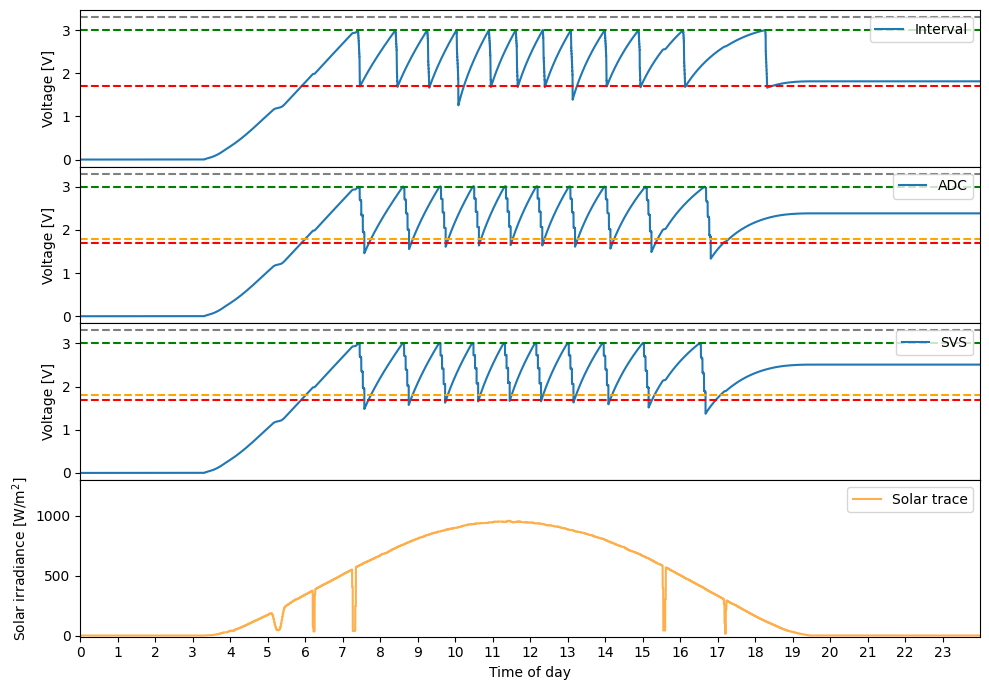 Interval
3
2
1
0
Voltage [V]
ADC
3
2
1
0
Voltage [V]
SVS
3
2
1
0
Voltage [V]
Solar trace
1000
500
0
Solar irradiance [W/m²]
0 1 2 3 4 5 6 7 8 9 10 11 12 13 14 15 16 17 18 19 20 21 22 23
Time of day